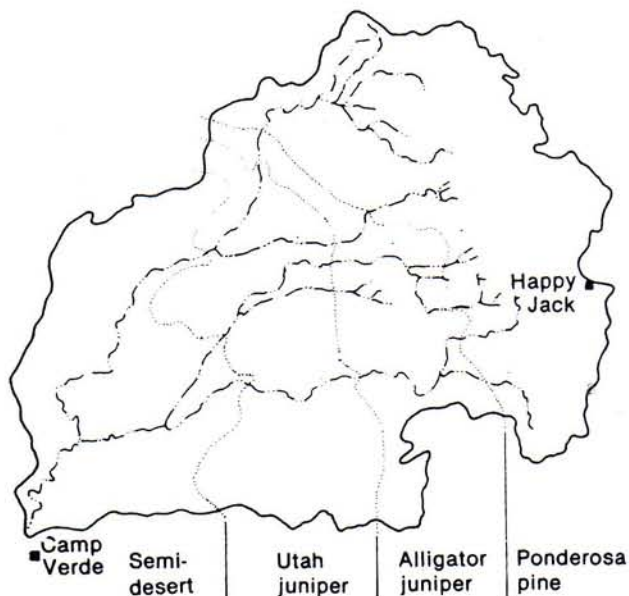 Happy
Jack
Camp
Verde
Semi-
desert
Utah
juniper
Alligator
juniper
Ponderosa
pine